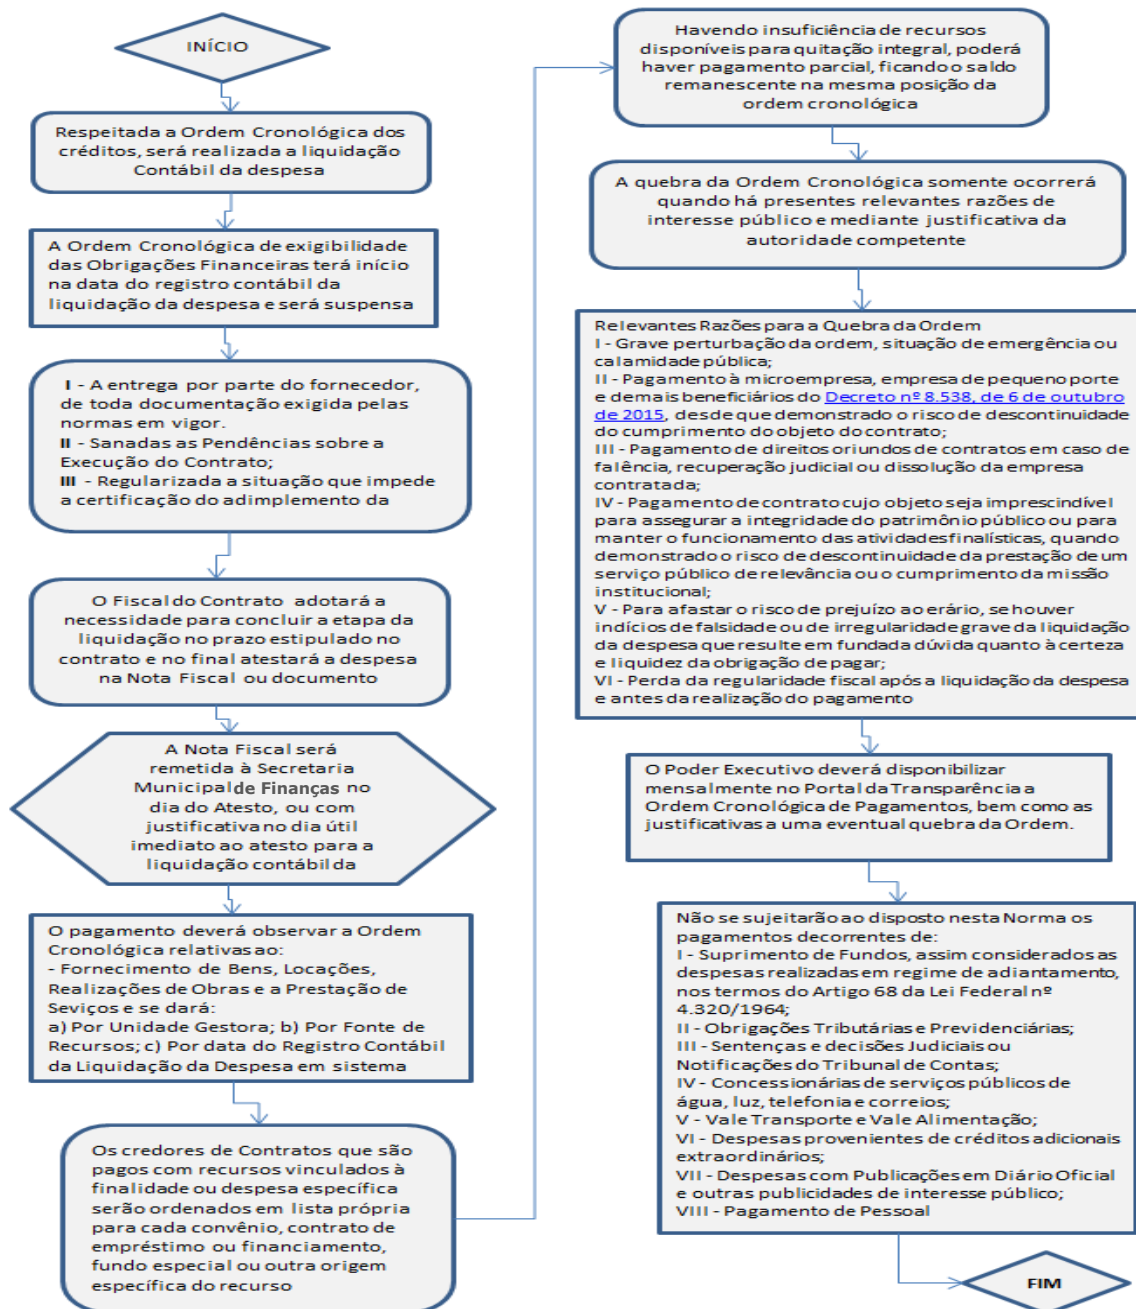 INÍCIO
Respeitada a Ordem Cronológica dos
créditos, será realizada a liquidação
Contábil da despesa
A Ordem Cronológica de exigibilidade
das Obrigações Financeiras terá início
na data do registro contábil da
liquidação da despesa e será suspensa
I - A entrega por parte do fornecedor,
de toda documentação exigida pelas
normas em vigor.
II - Sanadas as Pendências sobre a
Execução do Contrato;
III - Regularizada a situação que impede
a certificação do adimplemento da
O Fiscal do Contrato adotará a
necessidade para concluir a etapa da
liquidação no prazo estipulado no
contrato e no final atestará a despesa
na Nota Fiscal ou documento
A Nota Fiscal será
remetida à Secretaria
Municipal de Finanças no
dia do Atesto, ou com
justificativa no dia útil
imediato ao atesto para a
liquidação contábil da
O pagamento deverá observar a Ordem
Cronológica relativas ao:
- Fornecimento de Bens, Locações,
Realizações de Obras e a Prestação de
Seviços e se dará:
a) Por Unidade Gestora; b) Por Fonte de
Recursos; c) Por data do Registro Contábil
da Liquidação da Despesa em sistema
Os credores de Contratos que são
pagos com recursos vinculados à
finalidade ou despesa específica
serão ordenados em lista própria
para cada convênio, contrato de
empréstimo ou financiamento,
fundo especial ou outra origem
específica do recurso
Havendo insuficiência de recursos
disponíveis para quitação integral, poderá
haver pagamento parcial, ficando o saldo
remanescente na mesma posição da
ordem cronológica
A quebra da Ordem Cronológica somente ocorrerá
quando há presentes relevantes razões de
interesse público e mediante justificativa da
autoridade competente
Relevantes Razões para a Quebra da Ordem
I - Grave perturbação da ordem, situação de emergência ou
calamidade pública;
II - Pagamento à microempresa, empresa de pequeno porte
e demais beneficiários do Decreto nº 8.538, de 6 de outubro
de 2015, desde que demonstrado o risco de descontinuidade
do cumprimento do objeto do contrato;
III - Pagamento de direitos oriundos de contratos em caso de
falência, recuperação judicial ou dissolução da empresa
contratada;
IV - Pagamento de contrato cujo objeto seja imprescindível
para assegurar a integridade do patrimônio público ou para
manter o funcionamento das atividades finalísticas, quando
demonstrado o risco de descontinuidade da prestação de um
serviço público de relevância ou o cumprimento da missão
institucional;
V - Para afastar o risco de prejuízo ao erário, se houver
indícios de falsidade ou de irregularidade grave da liquidação
da despesa que resulte em fundada dúvida quanto à certeza
e liquidez da obrigação de pagar;
VI - Perda da regularidade fiscal após a liquidação da despesa
e antes da realização do pagamento
O Poder Executivo deverá disponibilizar
mensalmente no Portal da Transparência a
Ordem Cronológica de Pagamentos, bem como as
justificativas a uma eventual quebra da Ordem.
Não se sujeitarão ao disposto nesta Norma os
pagamentos decorrentes de:
I - Suprimento de Fundos, assim considerados as
despesas realizadas em regime de adiantamento,
nos termos do Artigo 68 da Lei Federal nº
4.320/1964;
II - Obrigações Tributárias e Previdenciárias;
III - Sentenças e decisões Judiciais ou
Notificações do Tribunal de Contas;
IV - Concessionárias de serviços públicos de
água, luz, telefonia e correios;
V - Vale Transporte e Vale Alimentação;
VI - Despesas provenientes de créditos adicionais
extraordinários;
VII - Despesas com Publicações em Diário Oficial
e outras publicidades de interesse público;
VIII - Pagamento de Pessoal
FIM